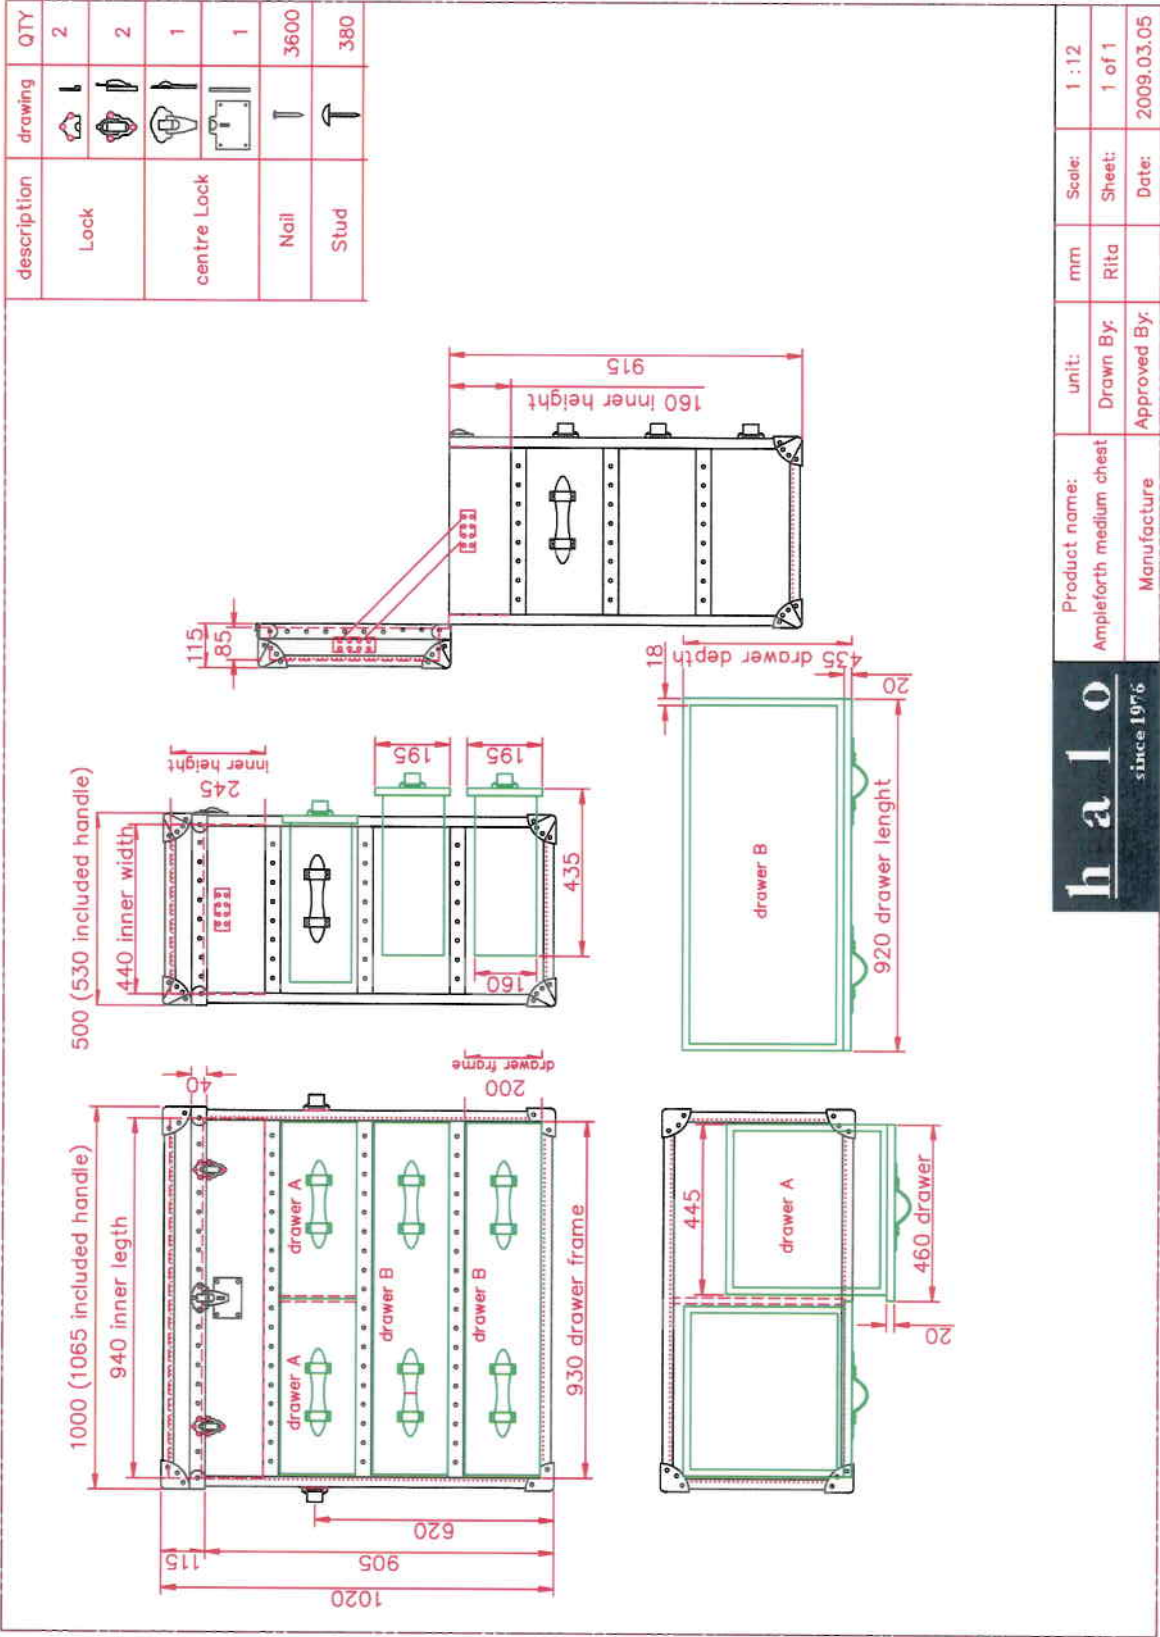 description drawing QTY
Lock 2
2
centre Lock 1
1
Nail 3600
Stud 380
1000 (1065 included handle)
940 inner legth
40
115
905
1020
620
drawer A
drawer A
drawer B
drawer B
930 drawer frame
200
drawer frame
500 (530 included handle)
440 inner width
245
inner height
195
195
160
435
115
85
915
160 inner height
445
drawer A
460 drawer
20
18
435 drawer depth
20
drawer B
920 drawer lenght
halo
since 1976
Product name:
Ampleforth medium chest
Manufacture
unit: mm
Drawn By: Rita
Approved By:
Scale: 1 : 12
Sheet: 1 of 1
Date: 2009.03.05